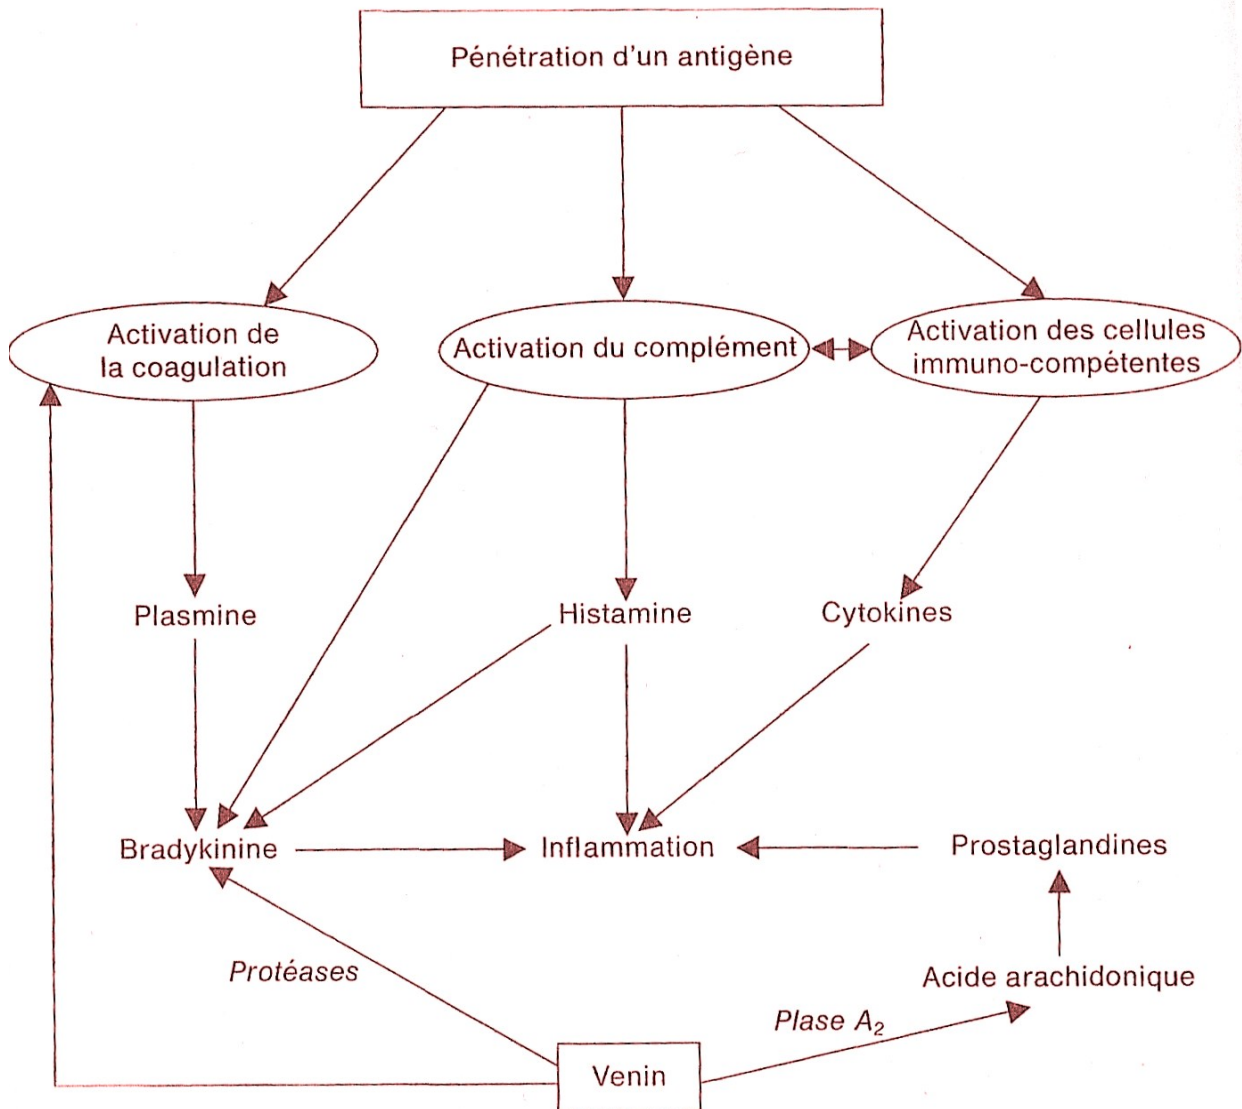 Pénétration d'un antigène
Activation de
la coagulation
Activation du complément
Activation des cellules
immuno-compétentes
Plasmine
Histamine
Cytokines
Bradykinine
Inflammation
Prostaglandines
Protéases
Acide arachidonique
Plase A₂
Venin